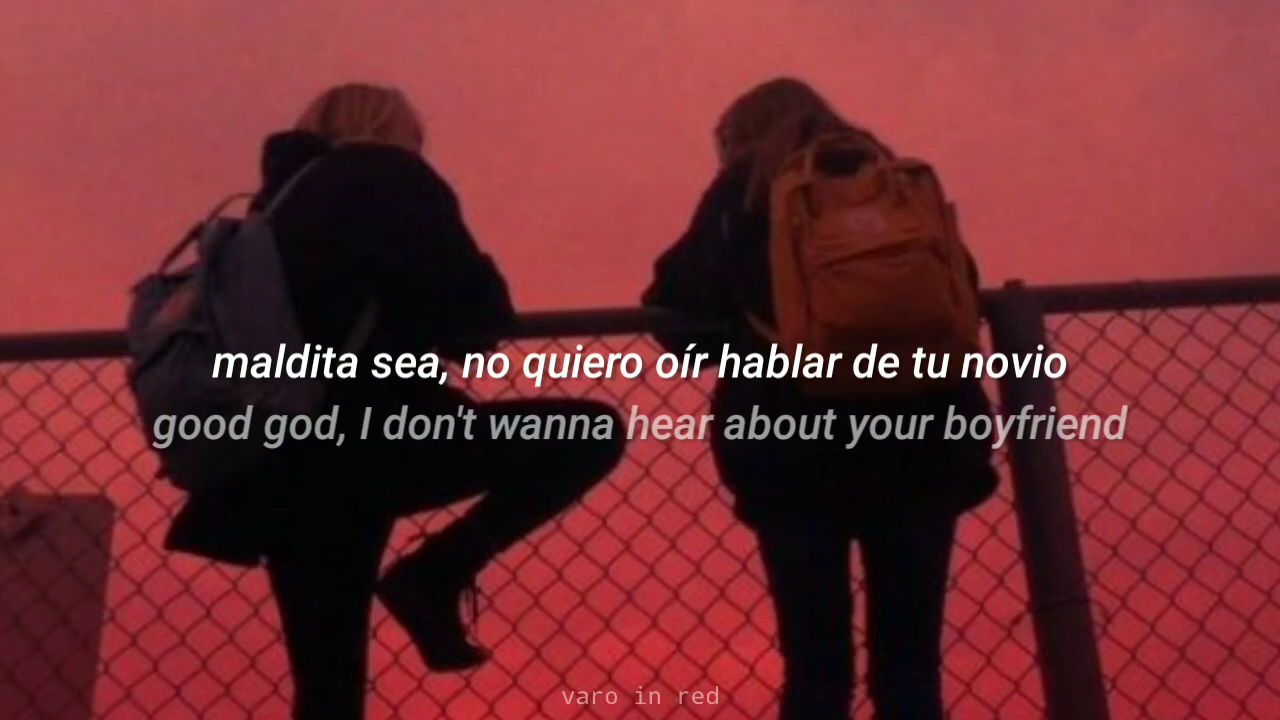 maldita sea, no quiero oír hablar de tu novio
good god, I don't wanna hear about your boyfriend
varo in red